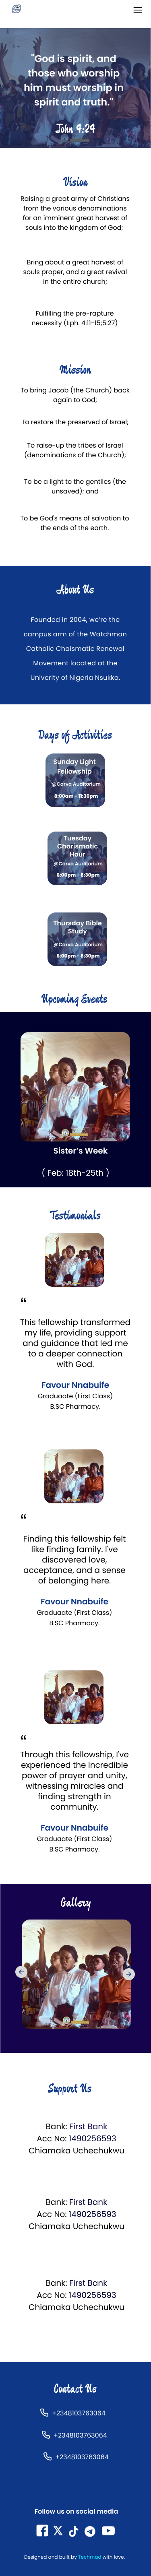 "God is spirit, and
those who worship
him must worship in
spirit and truth."
John 4:24
Vision
Raising a great army of Christians
from the various denominations
for an imminent great harvest of
souls into the kingdom of God;
Bring about a great harvest of
souls proper, and a great revival
in the entire church;
Fulfilling the pre-rapture
necessity (Eph. 4:11-15;5:27)
Mission
To bring Jacob (the Church) back
again to God;
To restore the preserved of Israel;
To raise-up the tribes of Israel
(denominations of the Church);
To be a light to the gentiles (the
unsaved); and
To be God's means of salvation to
the ends of the earth.
About Us
Founded in 2004, we're the
campus arm of the Watchman
Catholic Chaismatic Renewal
Movement located at the
Univerity of Nigeria Nsukka.
Days of Activities
Sunday Light
Fellowship
@Carva Auditorium
8:00am - 11:30pm
Tuesday
Charismatic
Hour
@Carva Auditorium
6:00pm - 8:30pm
Thursday Bible
Study
@Carva Auditorium
6:00pm - 8:30pm
Upcoming Events
Sister's Week
( Feb: 18th-25th )
Testimonials
“
This fellowship transformed
my life, providing support
and guidance that led me
to a deeper connection
with God.
Favour Nnabuife
Graduaate (First Class)
B.SC Pharmacy.
“
Finding this fellowship felt
like finding family. I've
discovered love,
acceptance, and a sense
of belonging here.
Favour Nnabuife
Graduaate (First Class)
B.SC Pharmacy.
“
Through this fellowship, I've
experienced the incredible
power of prayer and unity,
witnessing miracles and
finding strength in
community.
Favour Nnabuife
Graduaate (First Class)
B.SC Pharmacy.
Gallery
Support Us
Bank: First Bank
Acc No: 1490256593
Chiamaka Uchechukwu
Bank: First Bank
Acc No: 1490256593
Chiamaka Uchechukwu
Bank: First Bank
Acc No: 1490256593
Chiamaka Uchechukwu
Contact Us
+2348103763064
+2348103763064
+2348103763064
Follow us on social media
Designed and built by Techmad with love.